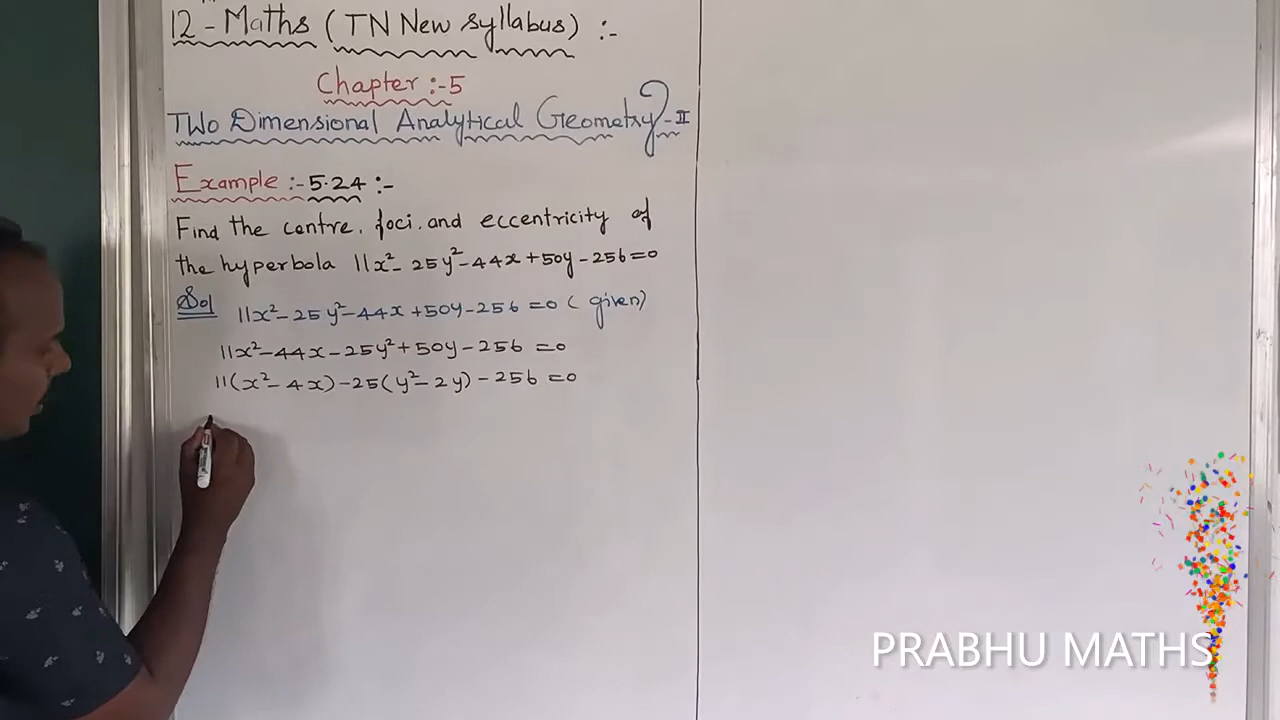 12-Maths (TN New syllabus) :-
Chapter :-5
Two Dimensional Analytical Geometry-II
Example :- 5.24 :-
Find the centre, foci, and eccentricity of
the hyperbola 11x²-25y²-44x+50y-256=0
Sol 11x²-25y²-44x+50y-256=0 (given)
11x²-44x-25y²+50y-256=0
11(x²-4x)-25(y²-2y)-256=0
PRABHU MATHS